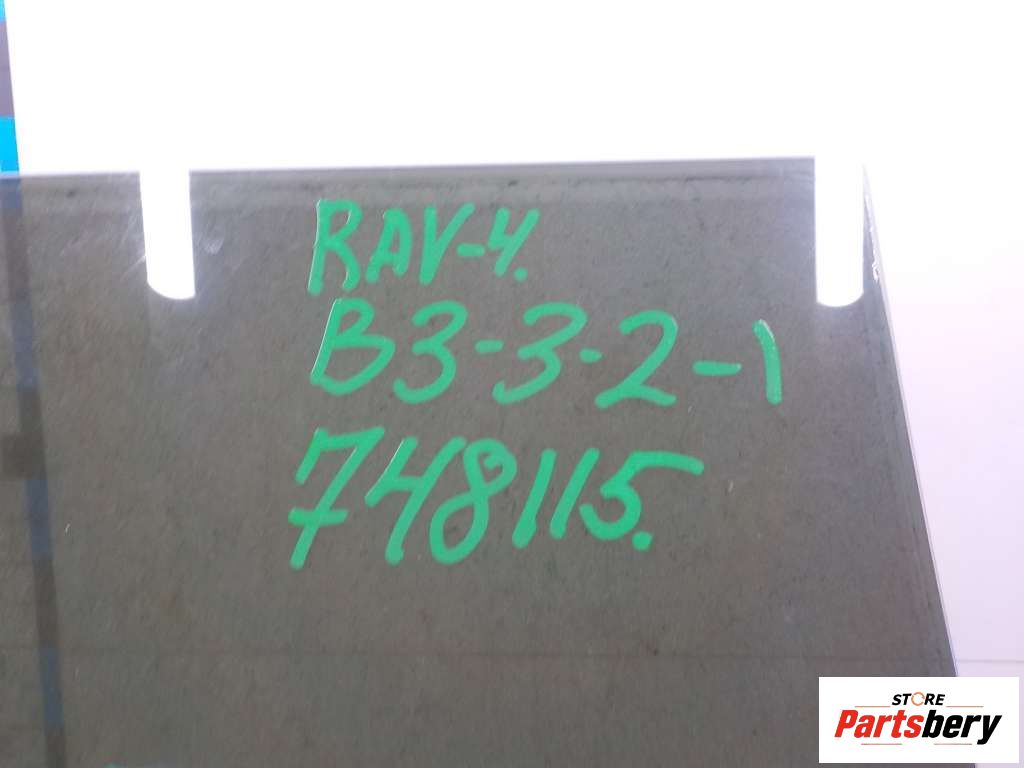 RAV-4.
B3-3-2-1
748115.
STORE
Partsbery